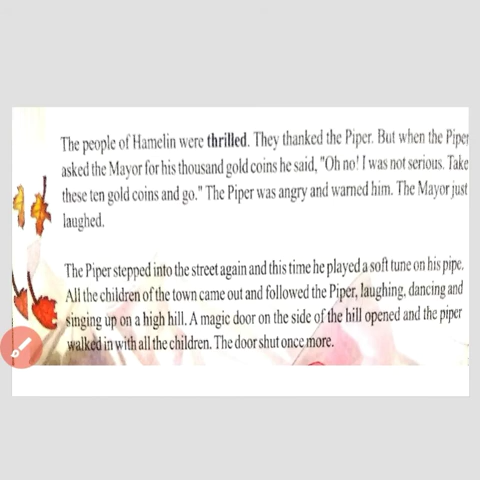 The people of Hamelin were thrilled. They thanked the Piper. But when the Piper
asked the Mayor for his thousand gold coins he said, "Oh no! I was not serious. Take
these ten gold coins and go." The Piper was angry and warned him. The Mayor just
laughed.
The Piper stepped into the street again and this time he played a soft tune on his pipe.
All the children of the town came out and followed the Piper, laughing, dancing and
singing up on a high hill. A magic door on the side of the hill opened and the piper
walked in with all the children. The door shut once more.